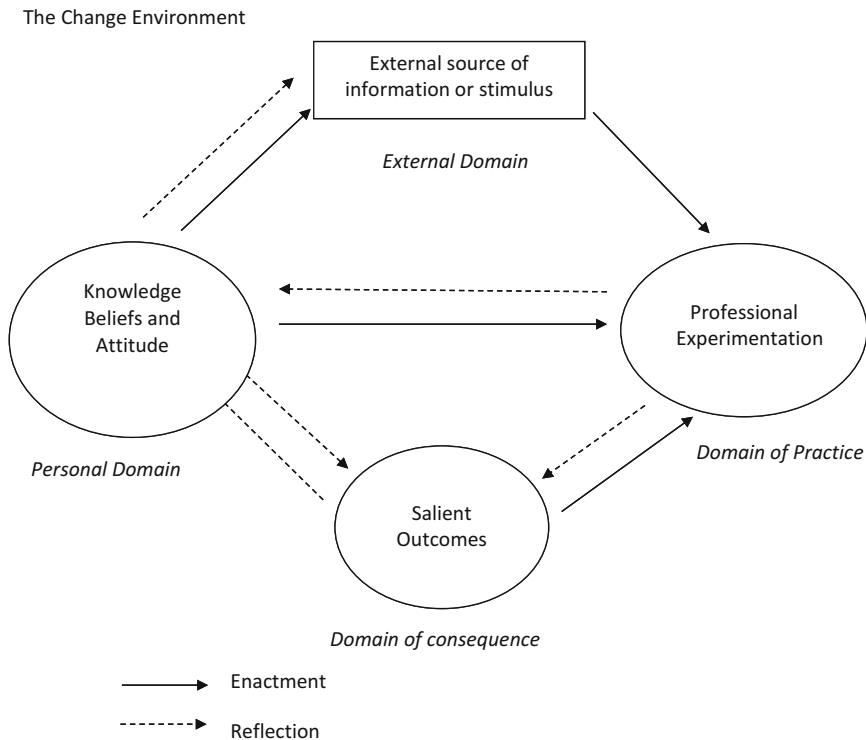 The Change Environment
External source of
information or stimulus
External Domain
Knowledge
Beliefs and
Attitude
Professional
Experimentation
Personal Domain
Domain of Practice
Salient
Outcomes
Domain of consequence
Enactment
Reflection